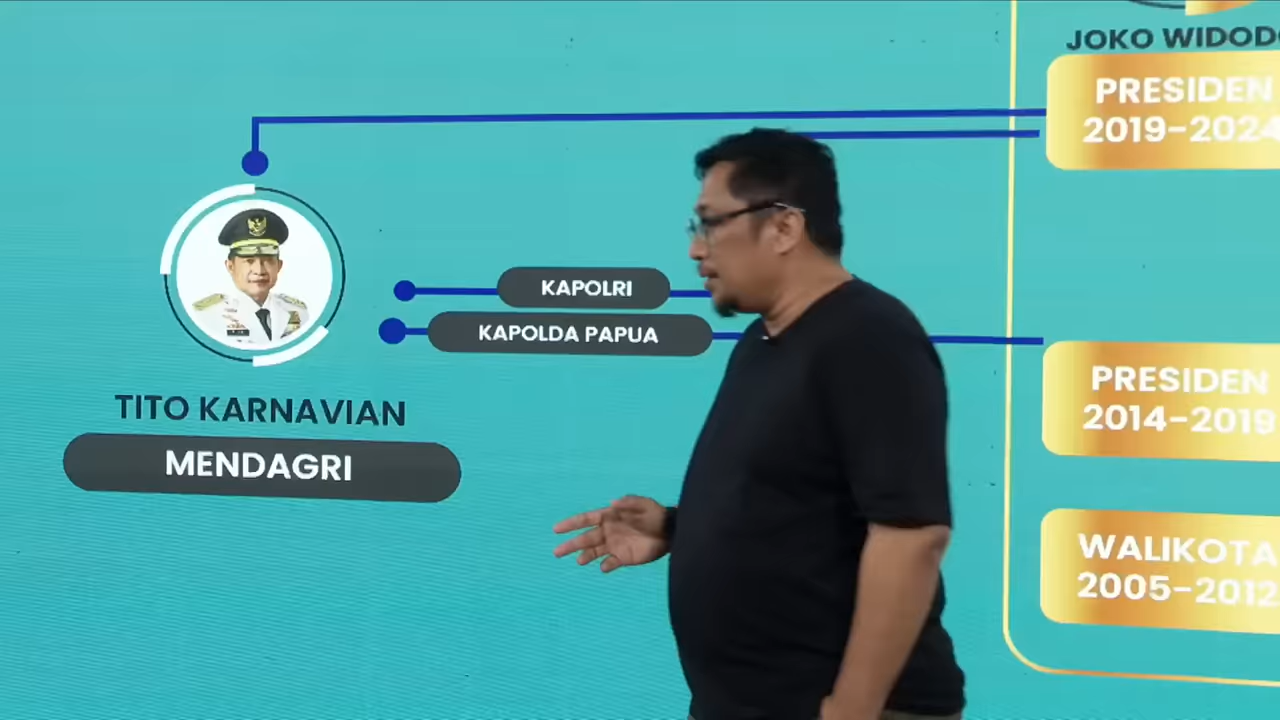 JOKO WIDODO
PRESIDEN
2019-2024
KAPOLRI
KAPOLDA PAPUA
TITO KARNAVIAN
MENDAGRI
PRESIDEN
2014-2019
WALIKOTA
2005-2012